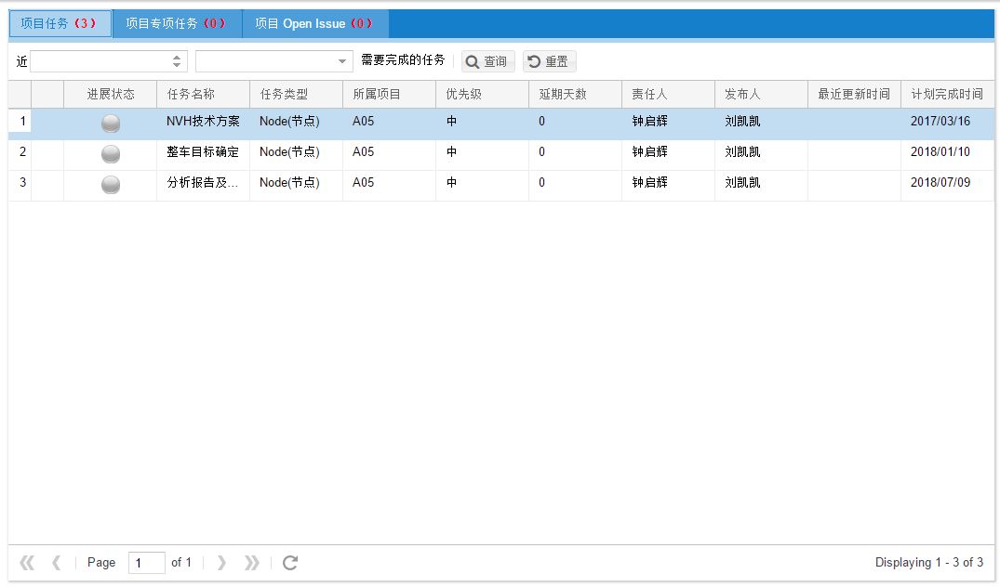 项目任务（3） 项目专项任务（0） 项目 Open Issue（0）
近 需要完成的任务 查询 重置
进展状态 任务名称 任务类型 所属项目 优先级 延期天数 责任人 发布人 最近更新时间 计划完成时间
1 NVH技术方案 Node(节点) A05 中 0 钟启辉 刘凯凯 2017/03/16
2 整车目标确定 Node(节点) A05 中 0 钟启辉 刘凯凯 2018/01/10
3 分析报告及... Node(节点) A05 中 0 钟启辉 刘凯凯 2018/07/09
Page 1 of 1 Displaying 1 - 3 of 3